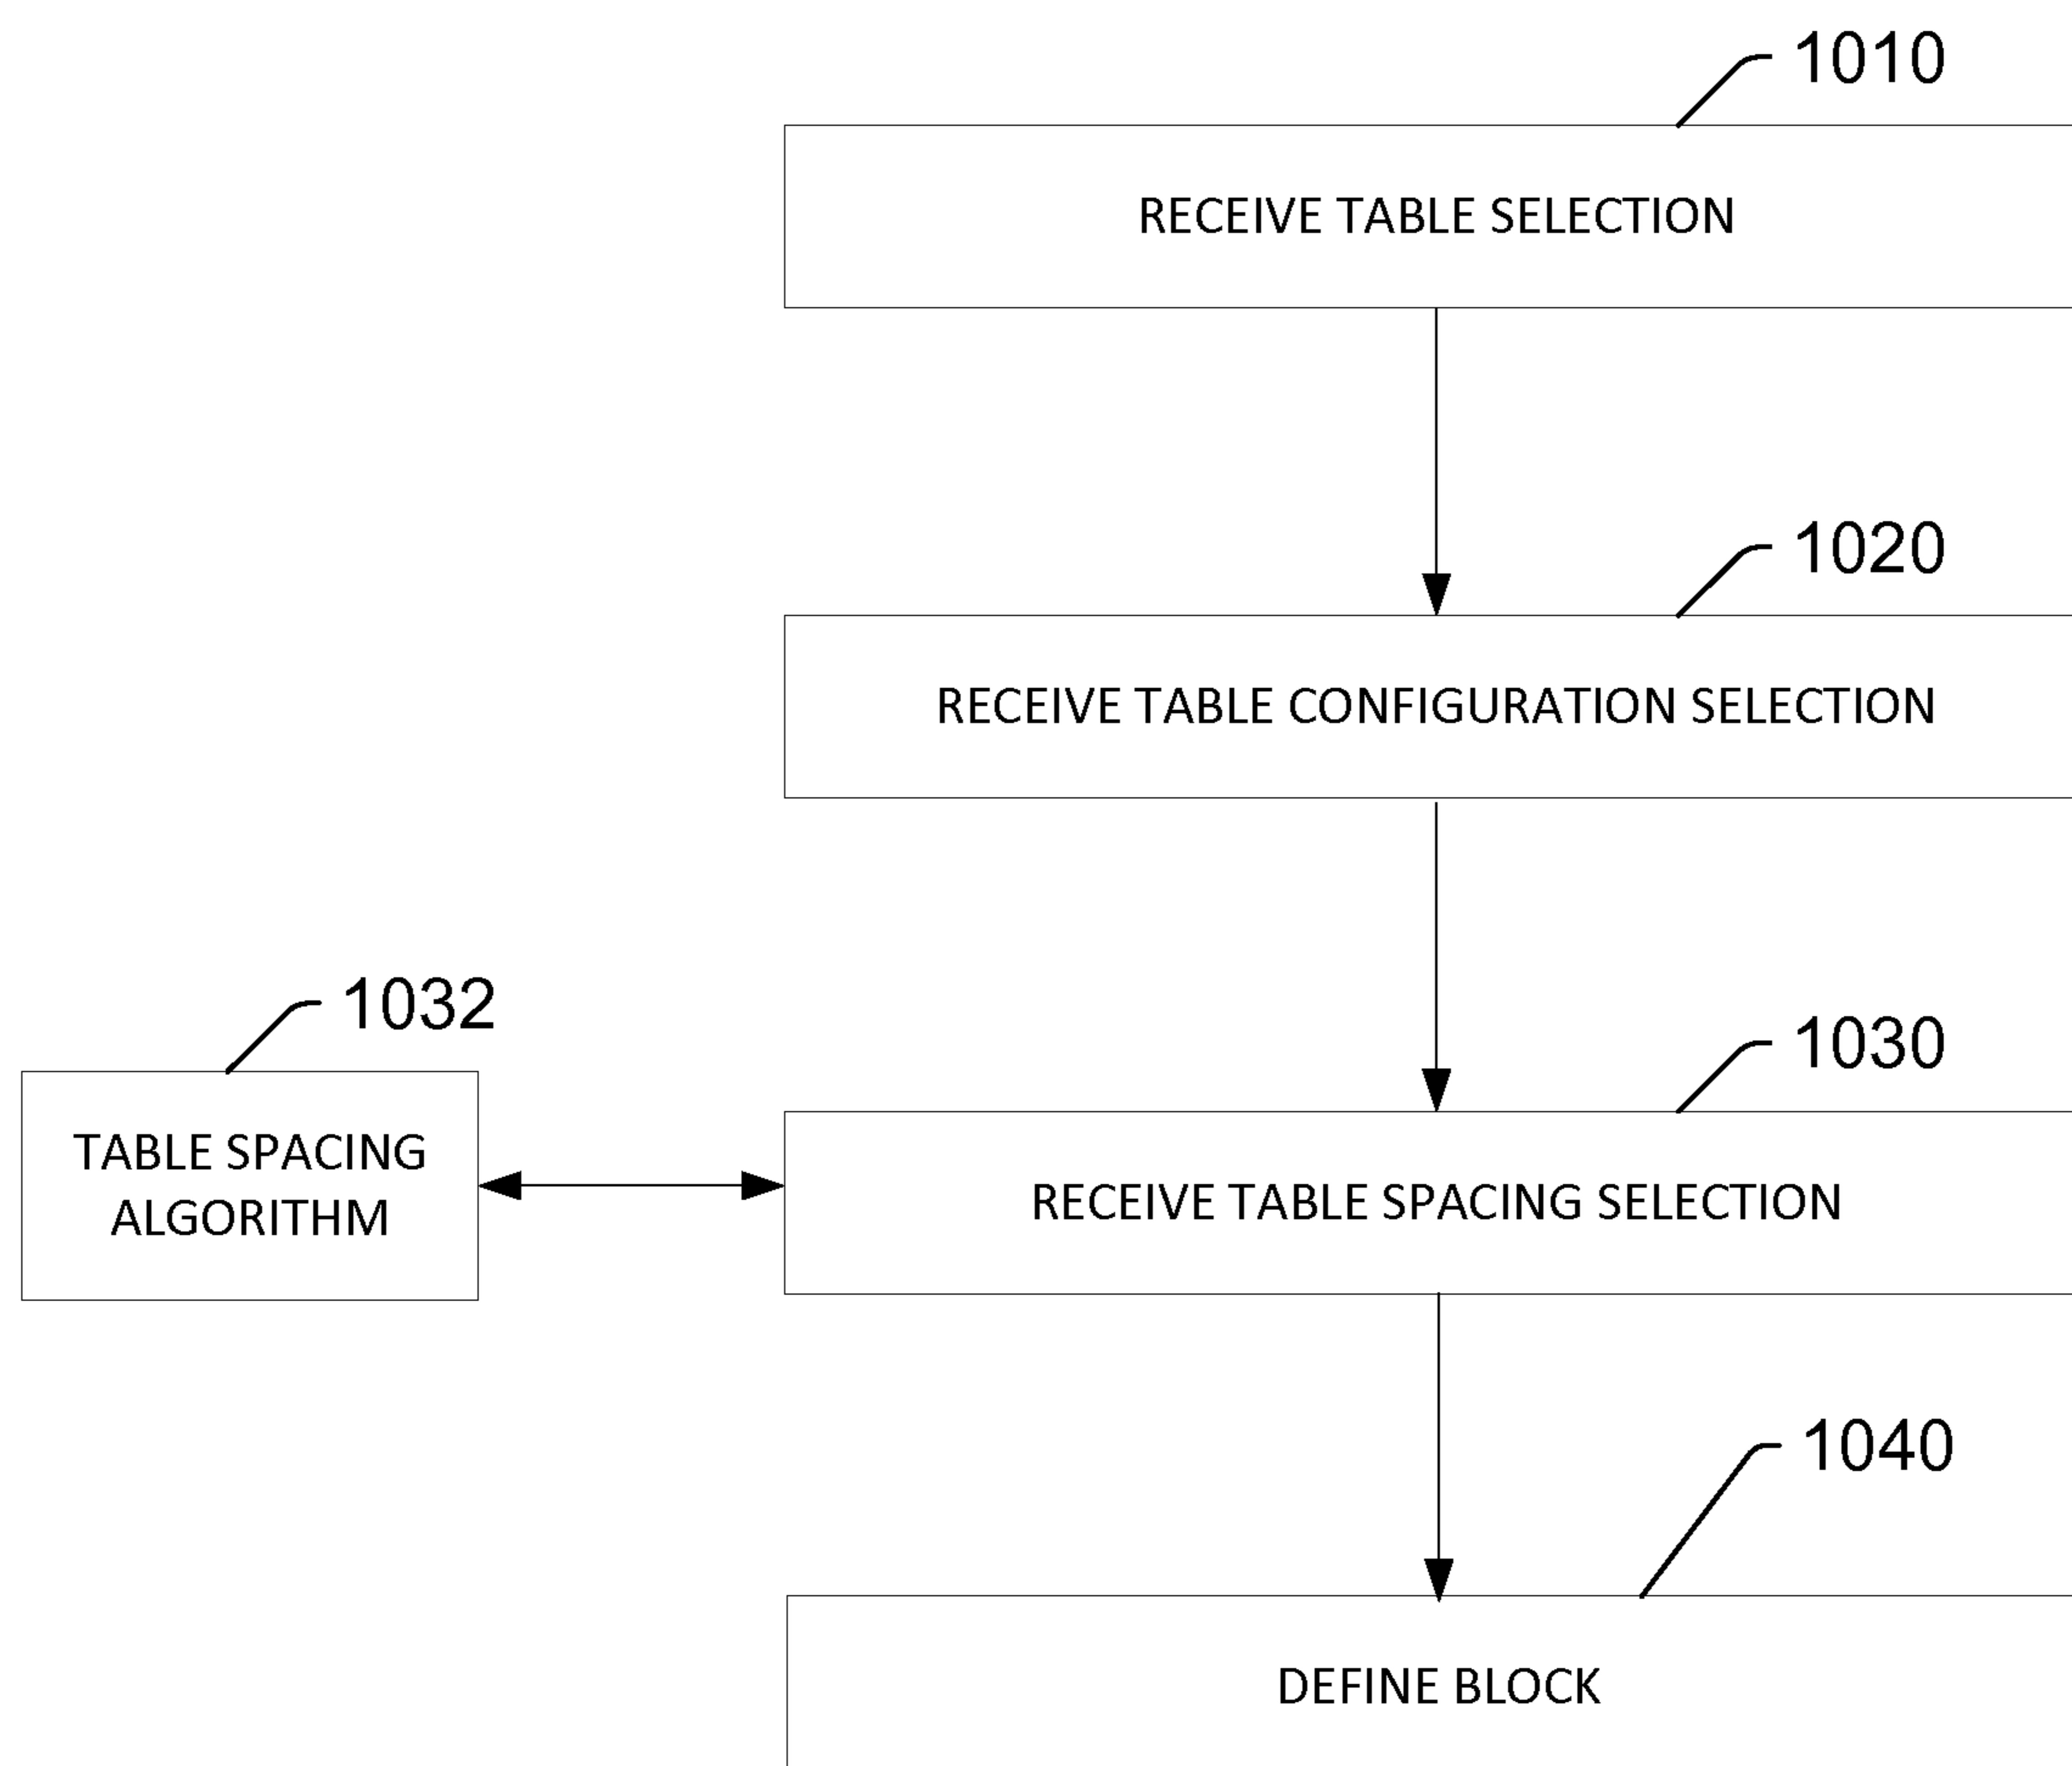 1010
RECEIVE TABLE SELECTION
1020
RECEIVE TABLE CONFIGURATION SELECTION
1032
TABLE SPACING
ALGORITHM
1030
RECEIVE TABLE SPACING SELECTION
1040
DEFINE BLOCK